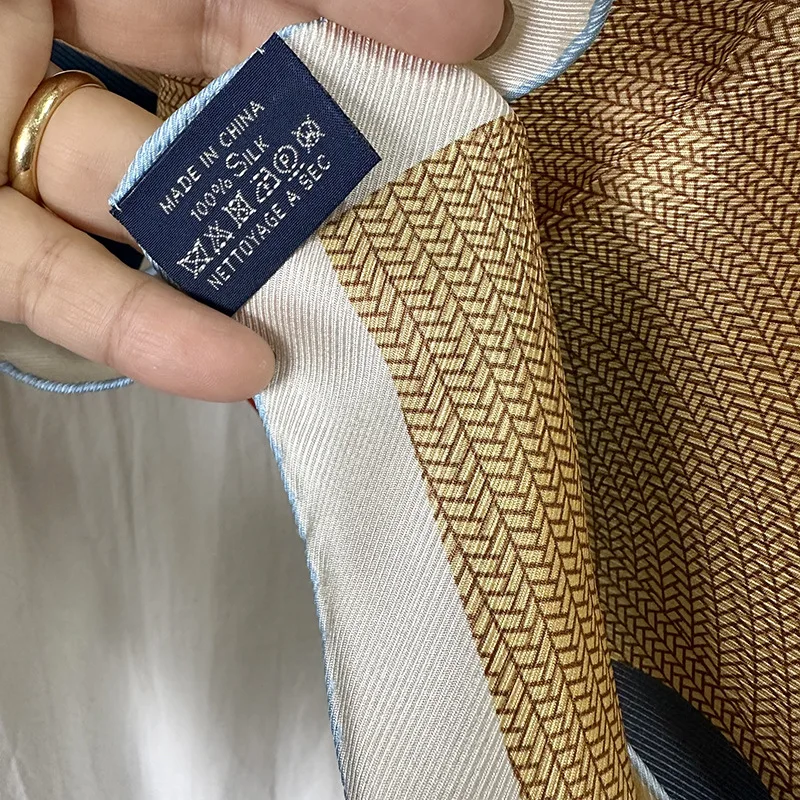 MADE IN CHINA
100% SILK
P
NETTOYAGE A SEC